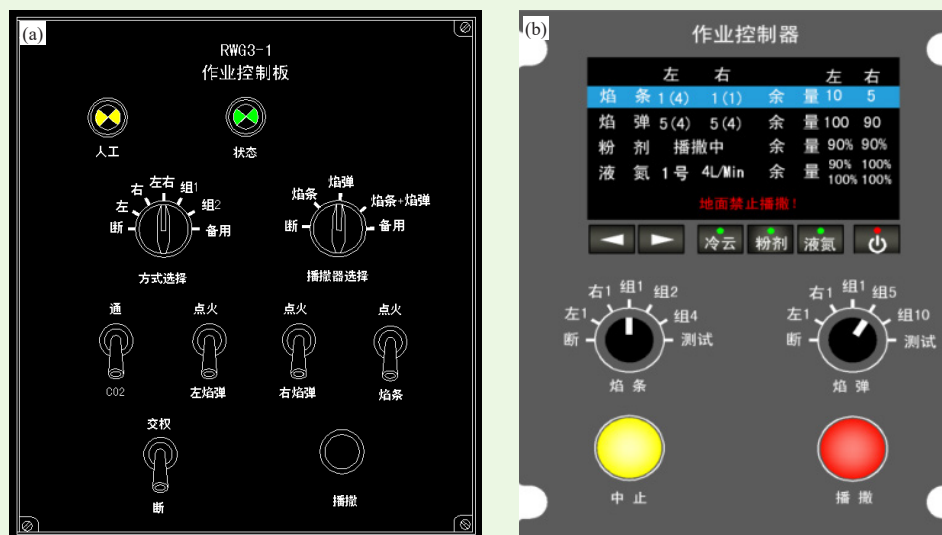 (a)
RWG3-1
作业控制板
人工 状态
断 左 右 左右 组1 组2 备用
方式选择
断 焰条 焰弹 焰条+焰弹 备用
播撒器选择
通 点火 点火 点火
CO2 左焰弹 右焰弹 焰条
交权
断 播撒
(b)
作业控制器
左 右 左 右
焰 条 1(4) 1(1) 余 量 10 5
焰 弹 5(4) 5(4) 余 量 100 90
粉 剂 播撒中 余 量 90% 90%
液 氮 1号 4L/Min 余 量 90% 100%
100% 100%
地面禁止播撒!
冷云 粉剂 液氮
断 左1 右1 组1 组2 组4 测试
焰 条
断 左1 右1 组1 组5 组10 测试
焰 弹
中 止 播 撒